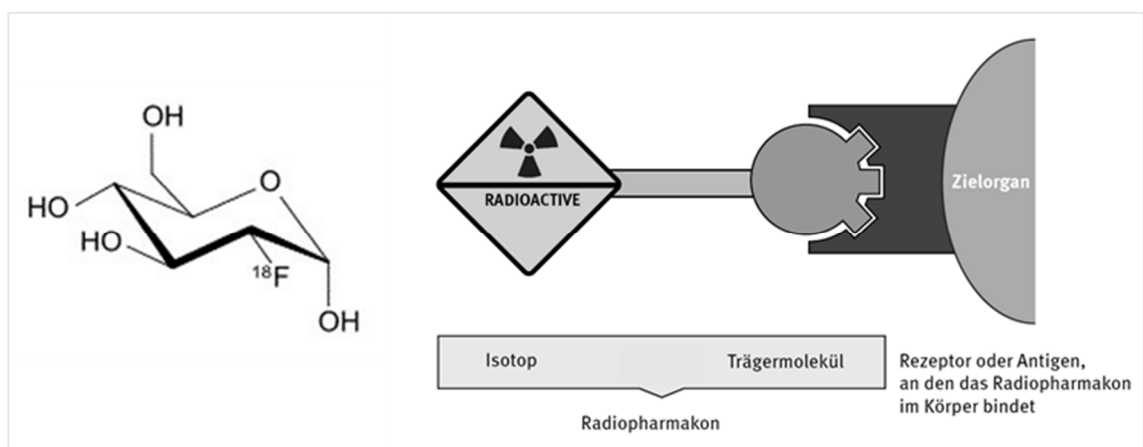 OH
O
HO
HO
¹⁸F
OH
RADIOACTIVE
Zielorgan
Isotop
Trägermolekül
Radiopharmakon
Rezeptor oder Antigen,
an den das Radiopharmakon
im Körper bindet